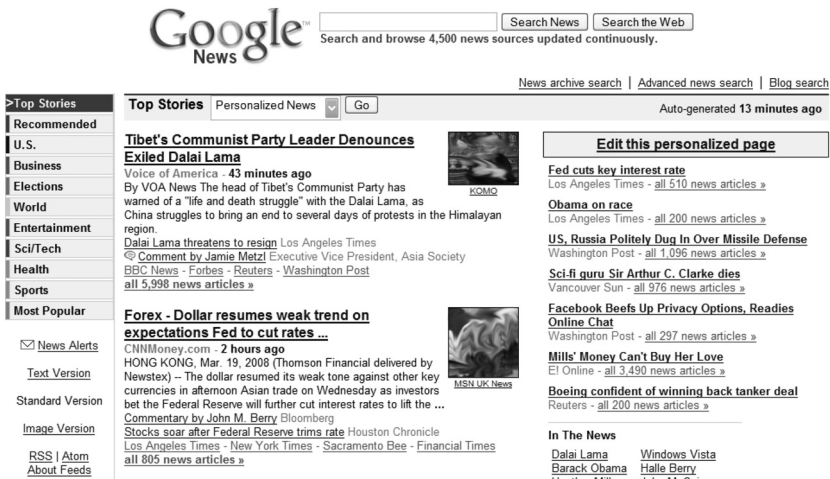 Google™
News
Search News
Search the Web
Search and browse 4,500 news sources updated continuously.
News archive search | Advanced news search | Blog search
>Top Stories
Recommended
U.S.
Business
Elections
World
Entertainment
Sci/Tech
Health
Sports
Most Popular
News Alerts
Text Version
Standard Version
Image Version
RSS | Atom
About Feeds
Top Stories Personalized News Go
Auto-generated 13 minutes ago
Tibet's Communist Party Leader Denounces
Exiled Dalai Lama
Voice of America - 43 minutes ago
By VOA News The head of Tibet's Communist Party has
warned of a "life and death struggle" with the Dalai Lama, as
China struggles to bring an end to several days of protests in the Himalayan
region.
Dalai Lama threatens to resign Los Angeles Times
Comment by Jamie Metzl Executive Vice President, Asia Society
BBC News - Forbes - Reuters - Washington Post
all 5,998 news articles »
KOMO
Forex - Dollar resumes weak trend on
expectations Fed to cut rates ...
CNNMoney.com - 2 hours ago
HONG KONG, Mar. 19, 2008 (Thomson Financial delivered by
Newstex) -- The dollar resumed its weak tone against other key
currencies in afternoon Asian trade on Wednesday as investors
bet the Federal Reserve will further cut interest rates to lift the ...
Commentary by John M. Berry Bloomberg
Stocks soar after Federal Reserve trims rate Houston Chronicle
Los Angeles Times - New York Times - Sacramento Bee - Financial Times
all 805 news articles »
MSN UK News
Edit this personalized page
Fed cuts key interest rate
Los Angeles Times - all 510 news articles »
Obama on race
Los Angeles Times - all 200 news articles »
US, Russia Politely Dug In Over Missile Defense
Washington Post - all 1,096 news articles »
Sci-fi guru Sir Arthur C. Clarke dies
Vancouver Sun - all 976 news articles »
Facebook Beefs Up Privacy Options, Readies
Online Chat
Washington Post - all 297 news articles »
Mills' Money Can't Buy Her Love
E! Online - all 3,490 news articles »
Boeing confident of winning back tanker deal
Reuters - all 200 news articles »
In The News
Dalai Lama Windows Vista
Barack Obama Halle Berry